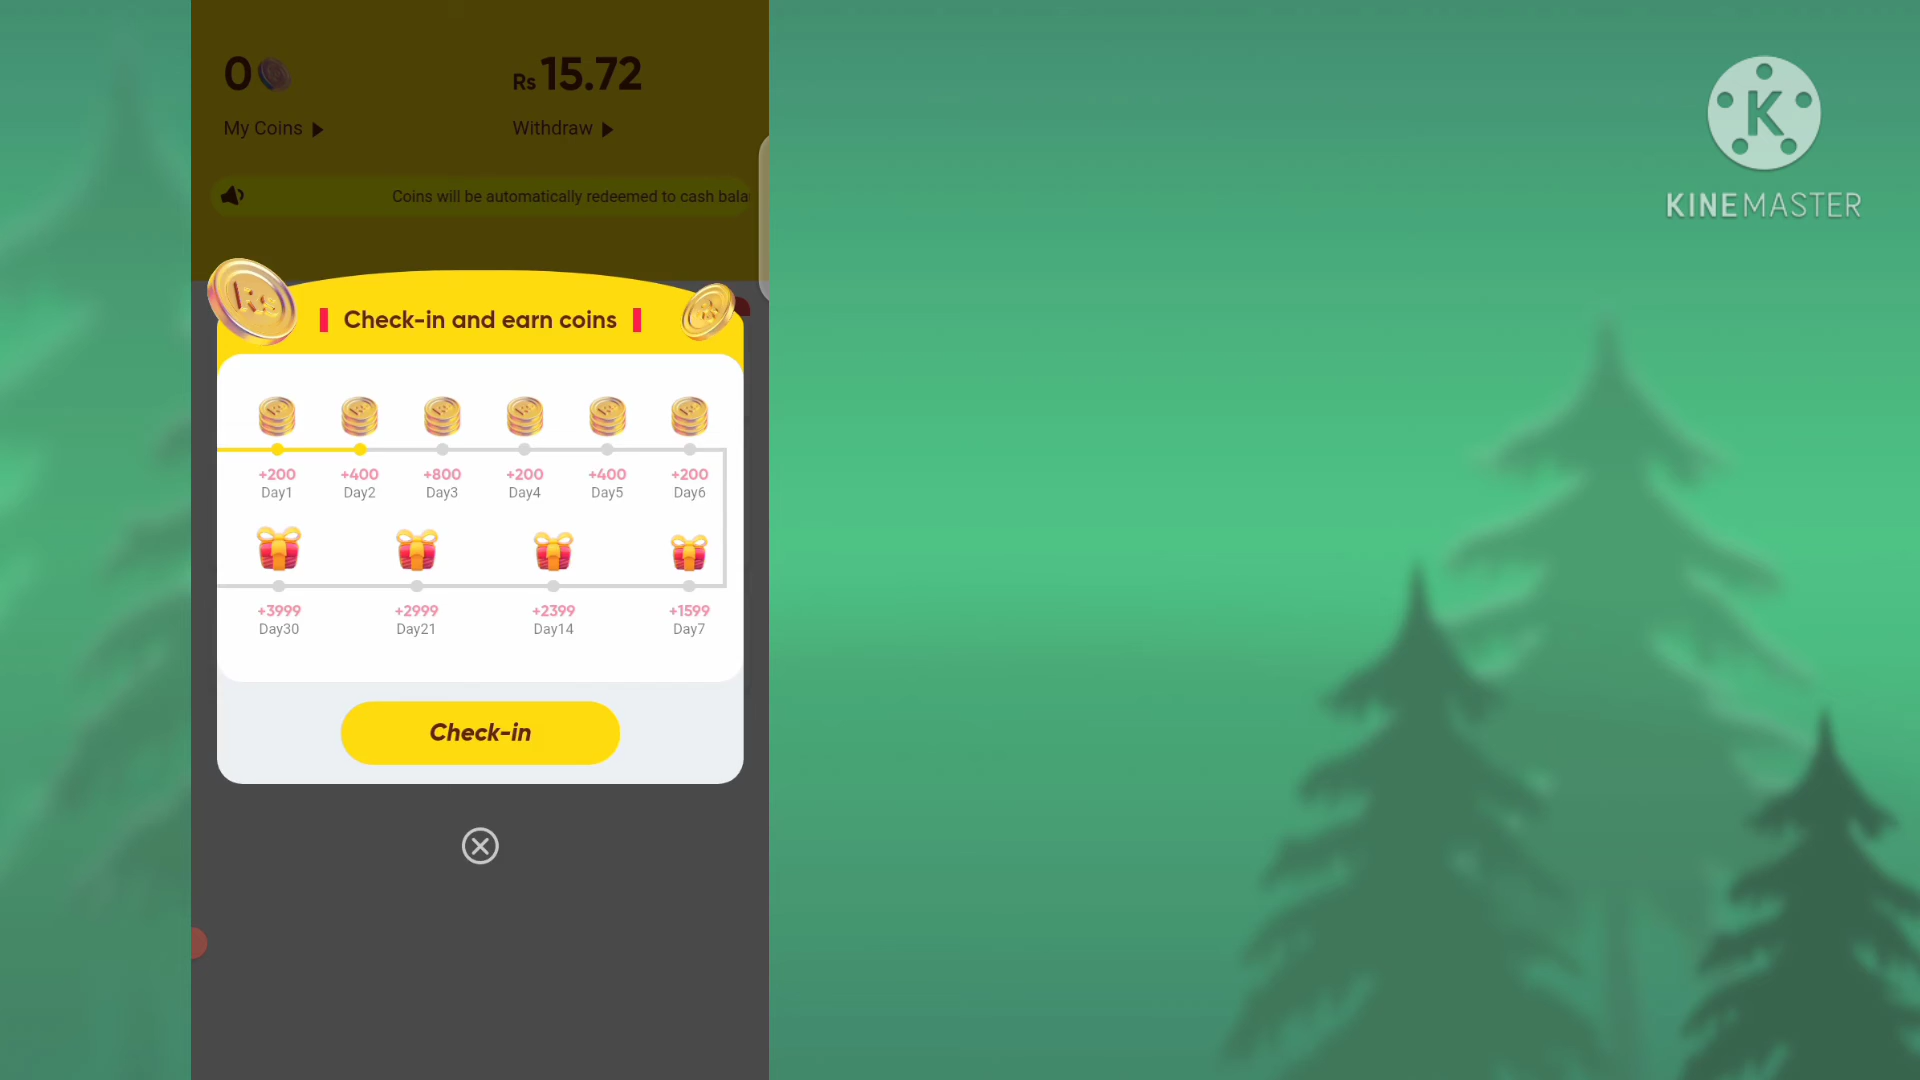 0
Rs 15.72
My Coins
Withdraw
Coins will be automatically redeemed to cash bala
Rs
Check-in and earn coins
+200 +400 +800 +200 +400 +200
Day1 Day2 Day3 Day4 Day5 Day6
+3999 +2999 +2399 +1599
Day30 Day21 Day14 Day7
Check-in
K
KINEMASTER